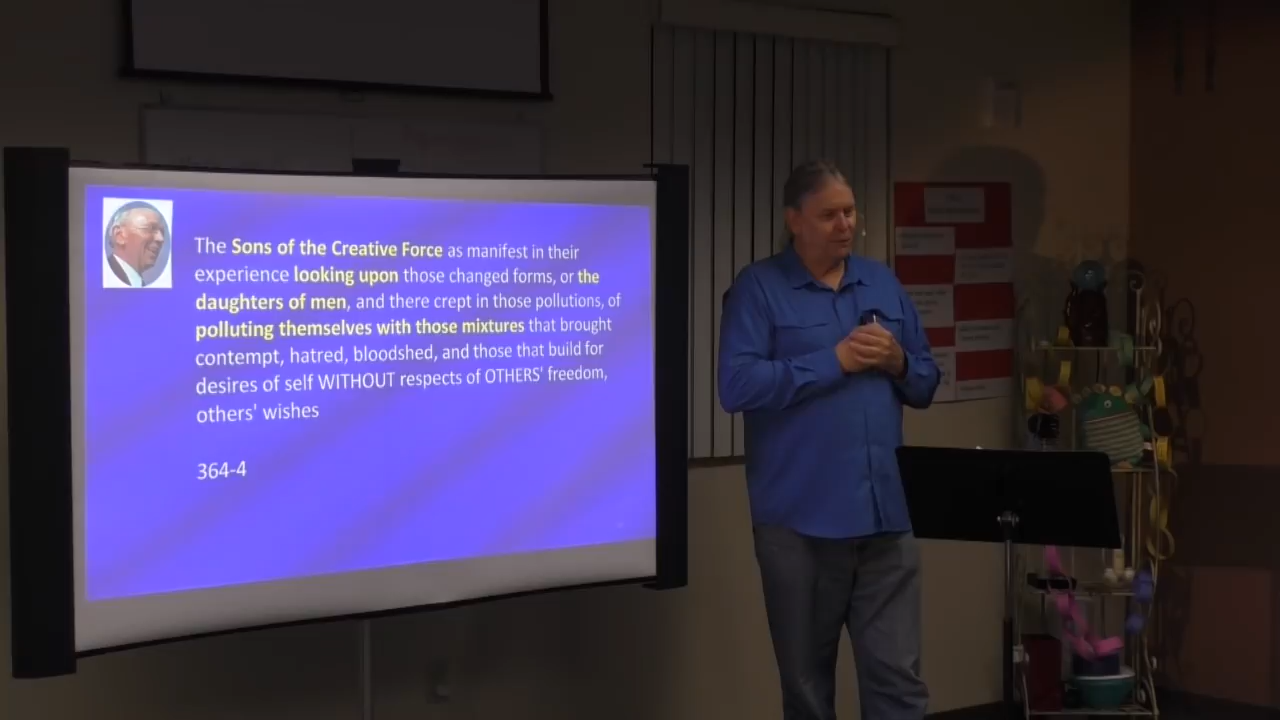 The Sons of the Creative Force as manifest in their
experience looking upon those changed forms, or the
daughters of men, and there crept in those pollutions, of
polluting themselves with those mixtures that brought
contempt, hatred, bloodshed, and those that build for
desires of self WITHOUT respects of OTHERS' freedom,
others' wishes
364-4